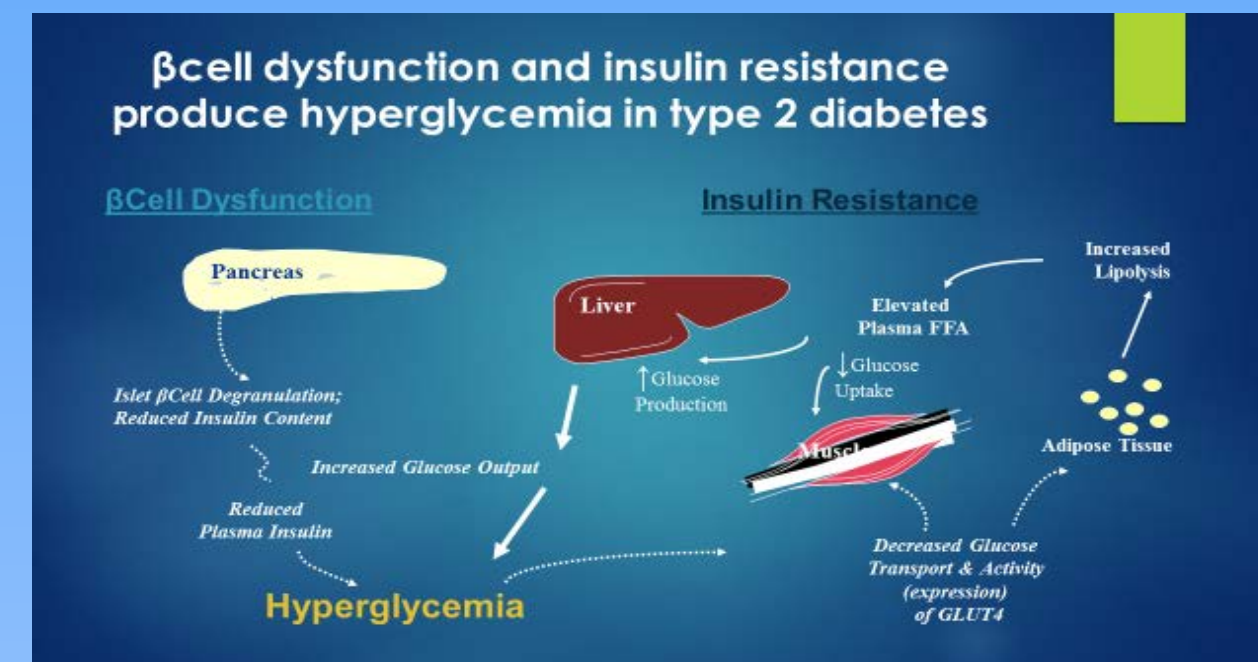 βcell dysfunction and insulin resistance
produce hyperglycemia in type 2 diabetes
βCell Dysfunction
Insulin Resistance
Pancreas
Islet βCell Degranulation;
Reduced Insulin Content
Reduced
Plasma Insulin
Increased Glucose Output
Hyperglycemia
Liver
↑Glucose
Production
Elevated
Plasma FFA
↓Glucose
Uptake
Muscle
Increased
Lipolysis
Adipose Tissue
Decreased Glucose
Transport & Activity
(expression)
of GLUT4